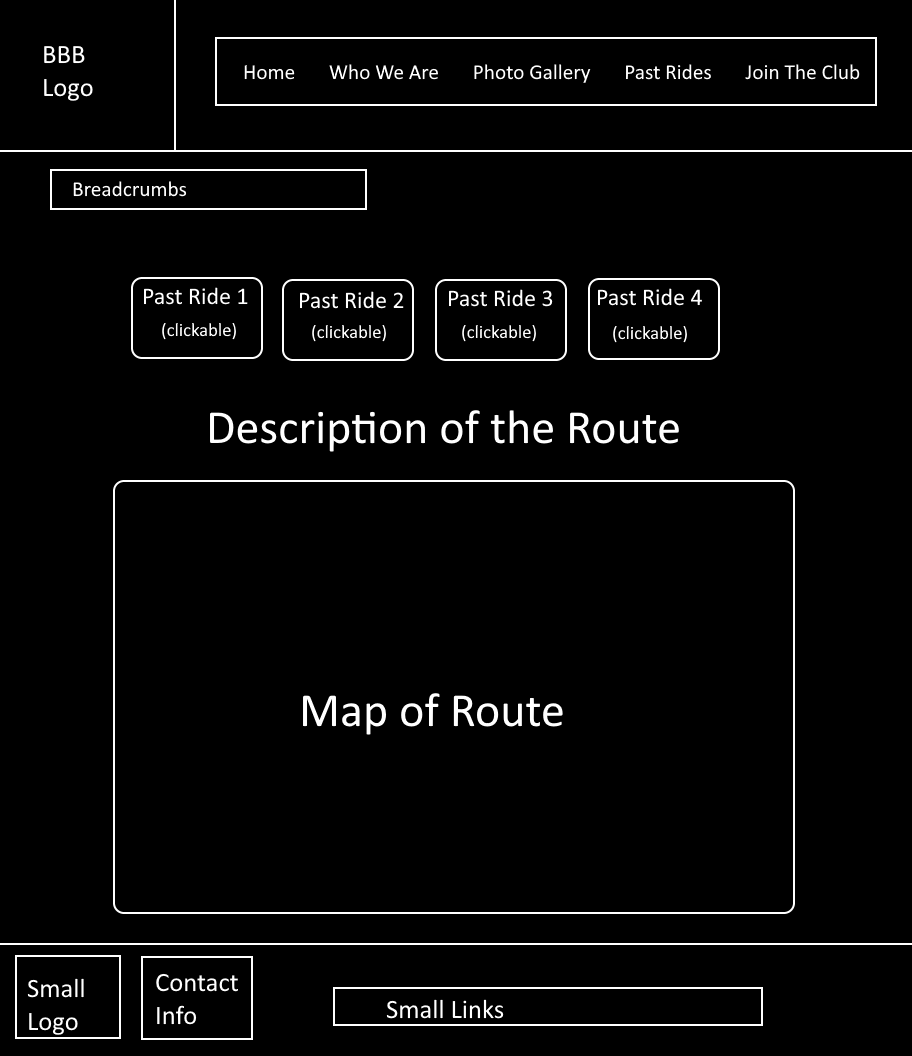 BBB
Logo
Home Who We Are Photo Gallery Past Rides Join The Club
Breadcrumbs
Past Ride 1
(clickable)
Past Ride 2
(clickable)
Past Ride 3
(clickable)
Past Ride 4
(clickable)
Description of the Route
Map of Route
Small
Logo
Contact
Info
Small Links